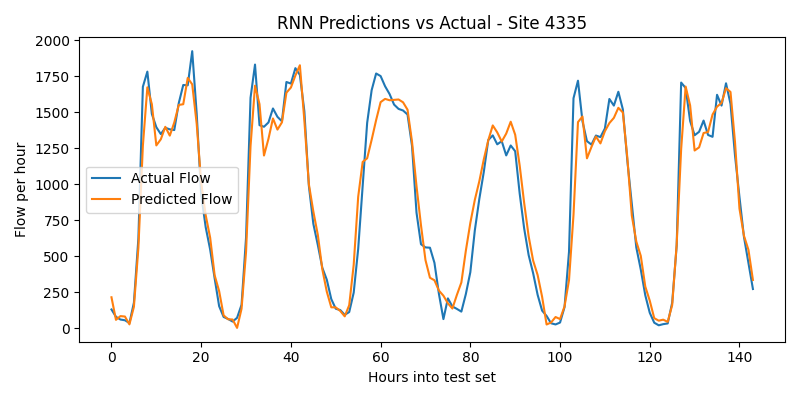 RNN Predictions vs Actual - Site 4335
Flow per hour
2000
1750
1500
1250
1000
750
500
250
0
Actual Flow
Predicted Flow
0 20 40 60 80 100 120 140
Hours into test set